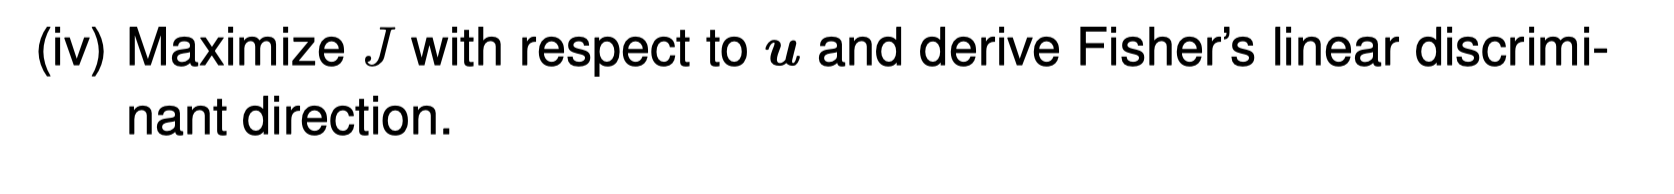 (iv) Maximize J with respect to u and derive Fisher's linear discrimi-
nant direction.